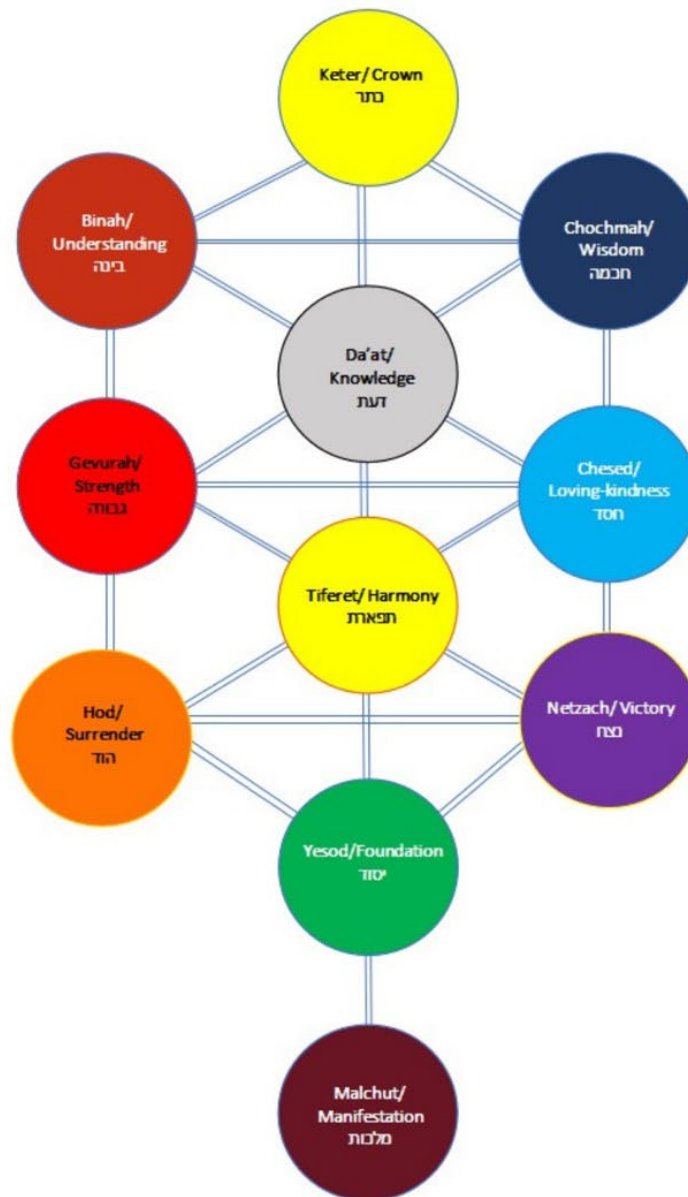 Keter/ Crown
כתר
Binah/
Understanding
בינה
Chochmah/
Wisdom
חכמה
Da'at/
Knowledge
דעת
Gevurah/
Strength
גבורה
Chesed/
Loving-kindness
חסד
Tiferet/ Harmony
תפארת
Hod/
Surrender
הוד
Netzach/ Victory
נצח
Yesod/Foundation
יסוד
Malchut/
Manifestation
מלכות